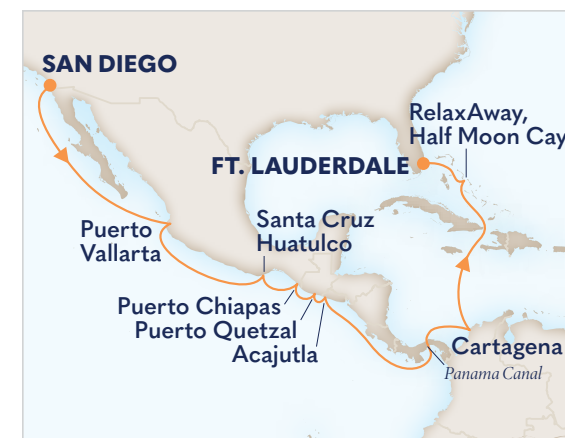 SAN DIEGO
RelaxAway,
Half Moon Cay
FT. LAUDERDALE
Puerto
Vallarta
Santa Cruz
Huatulco
Puerto Chiapas
Puerto Quetzal
Acajutla
Cartagena
Panama Canal